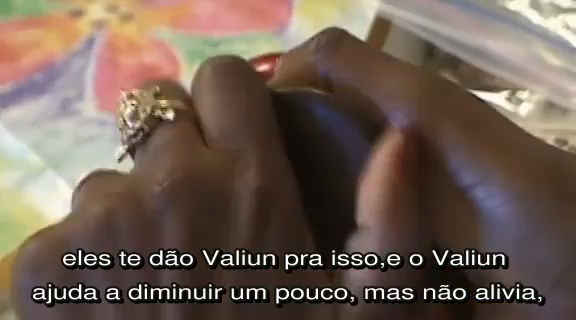 eles te dão Valiun pra isso,e o Valiun
ajuda a diminuir um pouco, mas não alivia,